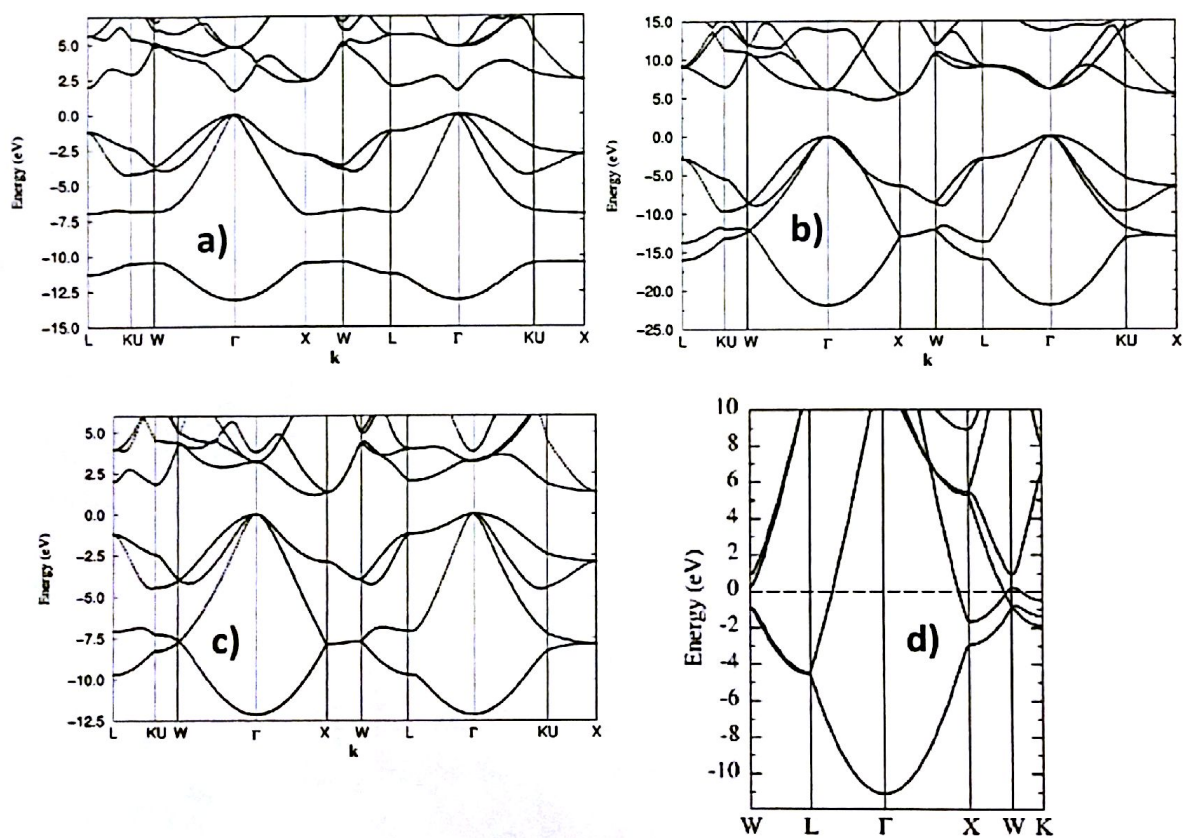 5.0
2.5
0.0
−2.5
−5.0
−7.5
−10.0
−12.5
−15.0
Energy (eV)
a)
L KU W Γ X W L Γ KU X
k
15.0
10.0
5.0
0.0
−5.0
−10.0
−15.0
−20.0
−25.0
Energy (eV)
b)
L KU W Γ X W L Γ KU X
k
5.0
2.5
0.0
−2.5
−5.0
−7.5
−10.0
−12.5
Energy (eV)
c)
L KU W Γ X W L Γ KU X
k
10
8
6
4
2
0
-2
-4
-6
-8
-10
Energy (eV)
d)
W L Γ X W K